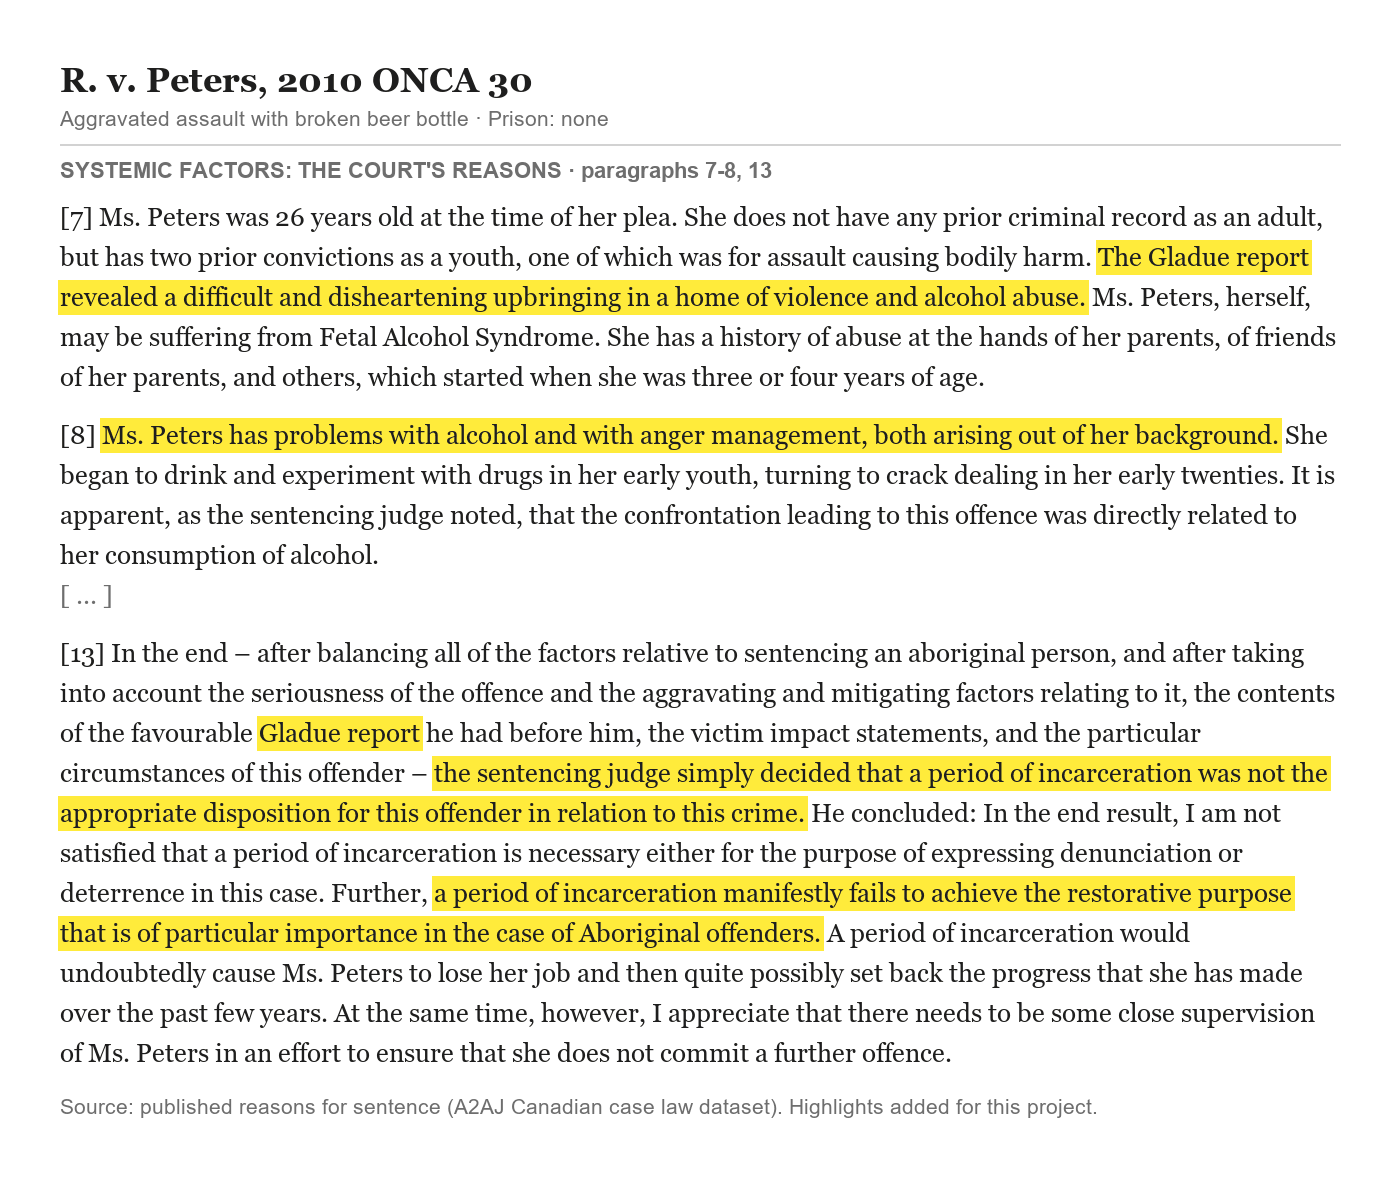 R. v. Peters, 2010 ONCA 30
Aggravated assault with broken beer bottle · Prison: none
SYSTEMIC FACTORS: THE COURT'S REASONS · paragraphs 7-8, 13
[7] Ms. Peters was 26 years old at the time of her plea. She does not have any prior criminal record as an adult,
but has two prior convictions as a youth, one of which was for assault causing bodily harm. The Gladue report
revealed a difficult and disheartening upbringing in a home of violence and alcohol abuse. Ms. Peters, herself,
may be suffering from Fetal Alcohol Syndrome. She has a history of abuse at the hands of her parents, of friends
of her parents, and others, which started when she was three or four years of age.
[8] Ms. Peters has problems with alcohol and with anger management, both arising out of her background. She
began to drink and experiment with drugs in her early youth, turning to crack dealing in her early twenties. It is
apparent, as the sentencing judge noted, that the confrontation leading to this offence was directly related to
her consumption of alcohol.
[ ... ]
[13] In the end – after balancing all of the factors relative to sentencing an aboriginal person, and after taking
into account the seriousness of the offence and the aggravating and mitigating factors relating to it, the contents
of the favourable Gladue report he had before him, the victim impact statements, and the particular
circumstances of this offender – the sentencing judge simply decided that a period of incarceration was not the
appropriate disposition for this offender in relation to this crime. He concluded: In the end result, I am not
satisfied that a period of incarceration is necessary either for the purpose of expressing denunciation or
deterrence in this case. Further, a period of incarceration manifestly fails to achieve the restorative purpose
that is of particular importance in the case of Aboriginal offenders. A period of incarceration would
undoubtedly cause Ms. Peters to lose her job and then quite possibly set back the progress that she has made
over the past few years. At the same time, however, I appreciate that there needs to be some close supervision
of Ms. Peters in an effort to ensure that she does not commit a further offence.
Source: published reasons for sentence (A2AJ Canadian case law dataset). Highlights added for this project.